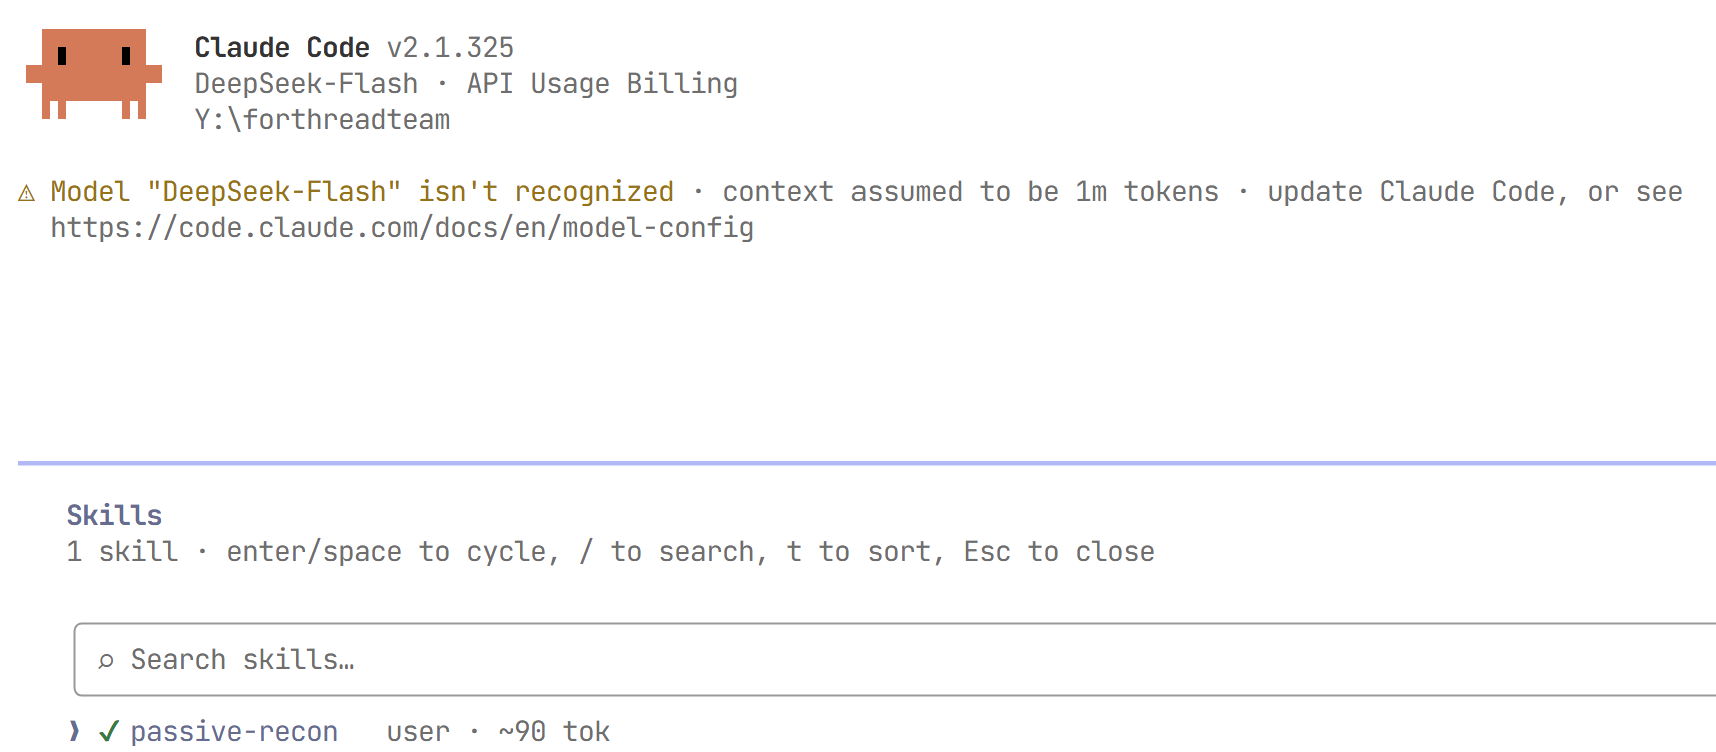 Claude Code v2.1.325
DeepSeek-Flash · API Usage Billing
Y:\forthreadteam
⚠ Model "DeepSeek-Flash" isn't recognized · context assumed to be 1m tokens · update Claude Code, or see
https://code.claude.com/docs/en/model-config
Skills
1 skill · enter/space to cycle, / to search, t to sort, Esc to close
⌕ Search skills…
❯ ✓ passive-recon user · ~90 tok